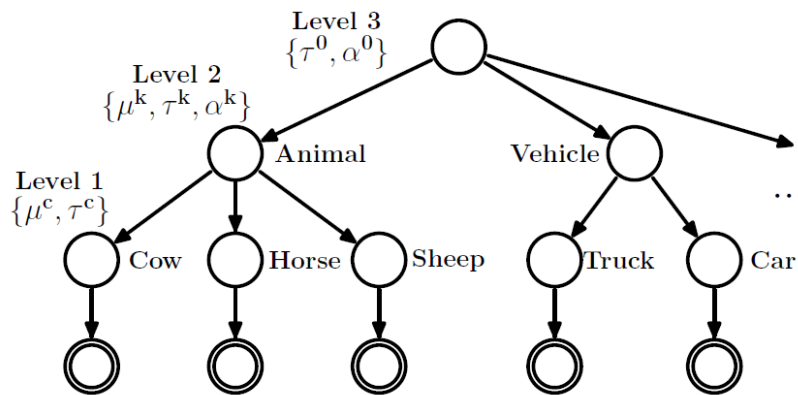 Level 3
{τ⁰, α⁰}
Level 2
{μᵏ, τᵏ, αᵏ}
Animal
Vehicle
Level 1
{μᶜ, τᶜ}
..
Cow
Horse
Sheep
Truck
Car